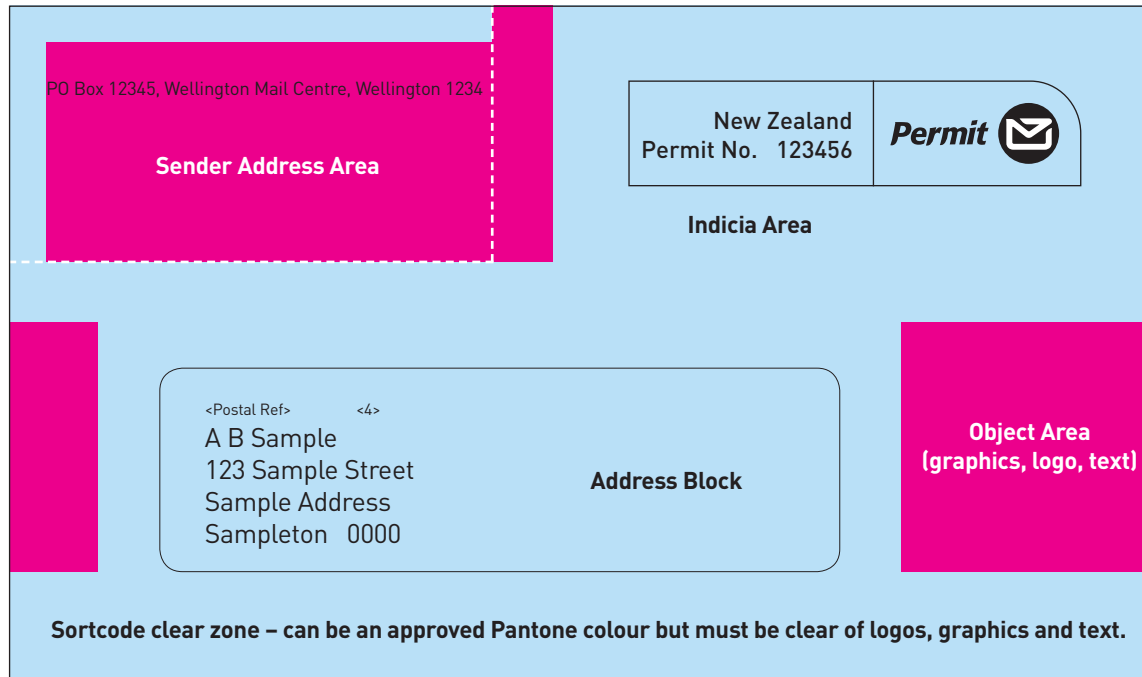 PO Box 12345, Wellington Mail Centre, Wellington 1234
Sender Address Area
New Zealand
Permit No. 123456
Permit
Indicia Area
<Postal Ref> <4>
A B Sample
123 Sample Street
Sample Address
Sampleton 0000
Address Block
Object Area
(graphics, logo, text)
Sortcode clear zone – can be an approved Pantone colour but must be clear of logos, graphics and text.